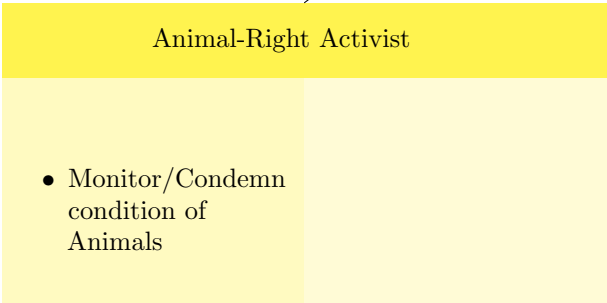 Animal-Right Activist
• Monitor/Condemn
condition of
Animals